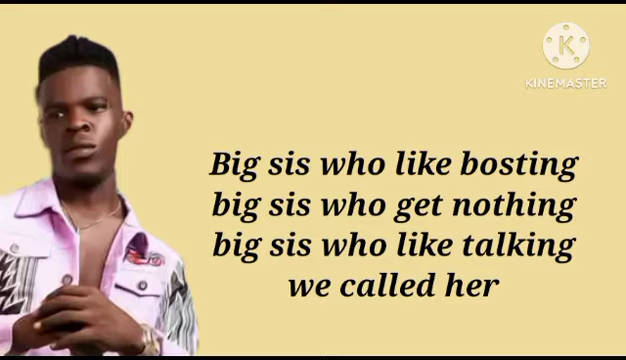 KINEMASTER
Big sis who like bosting
big sis who get nothing
big sis who like talking
we called her